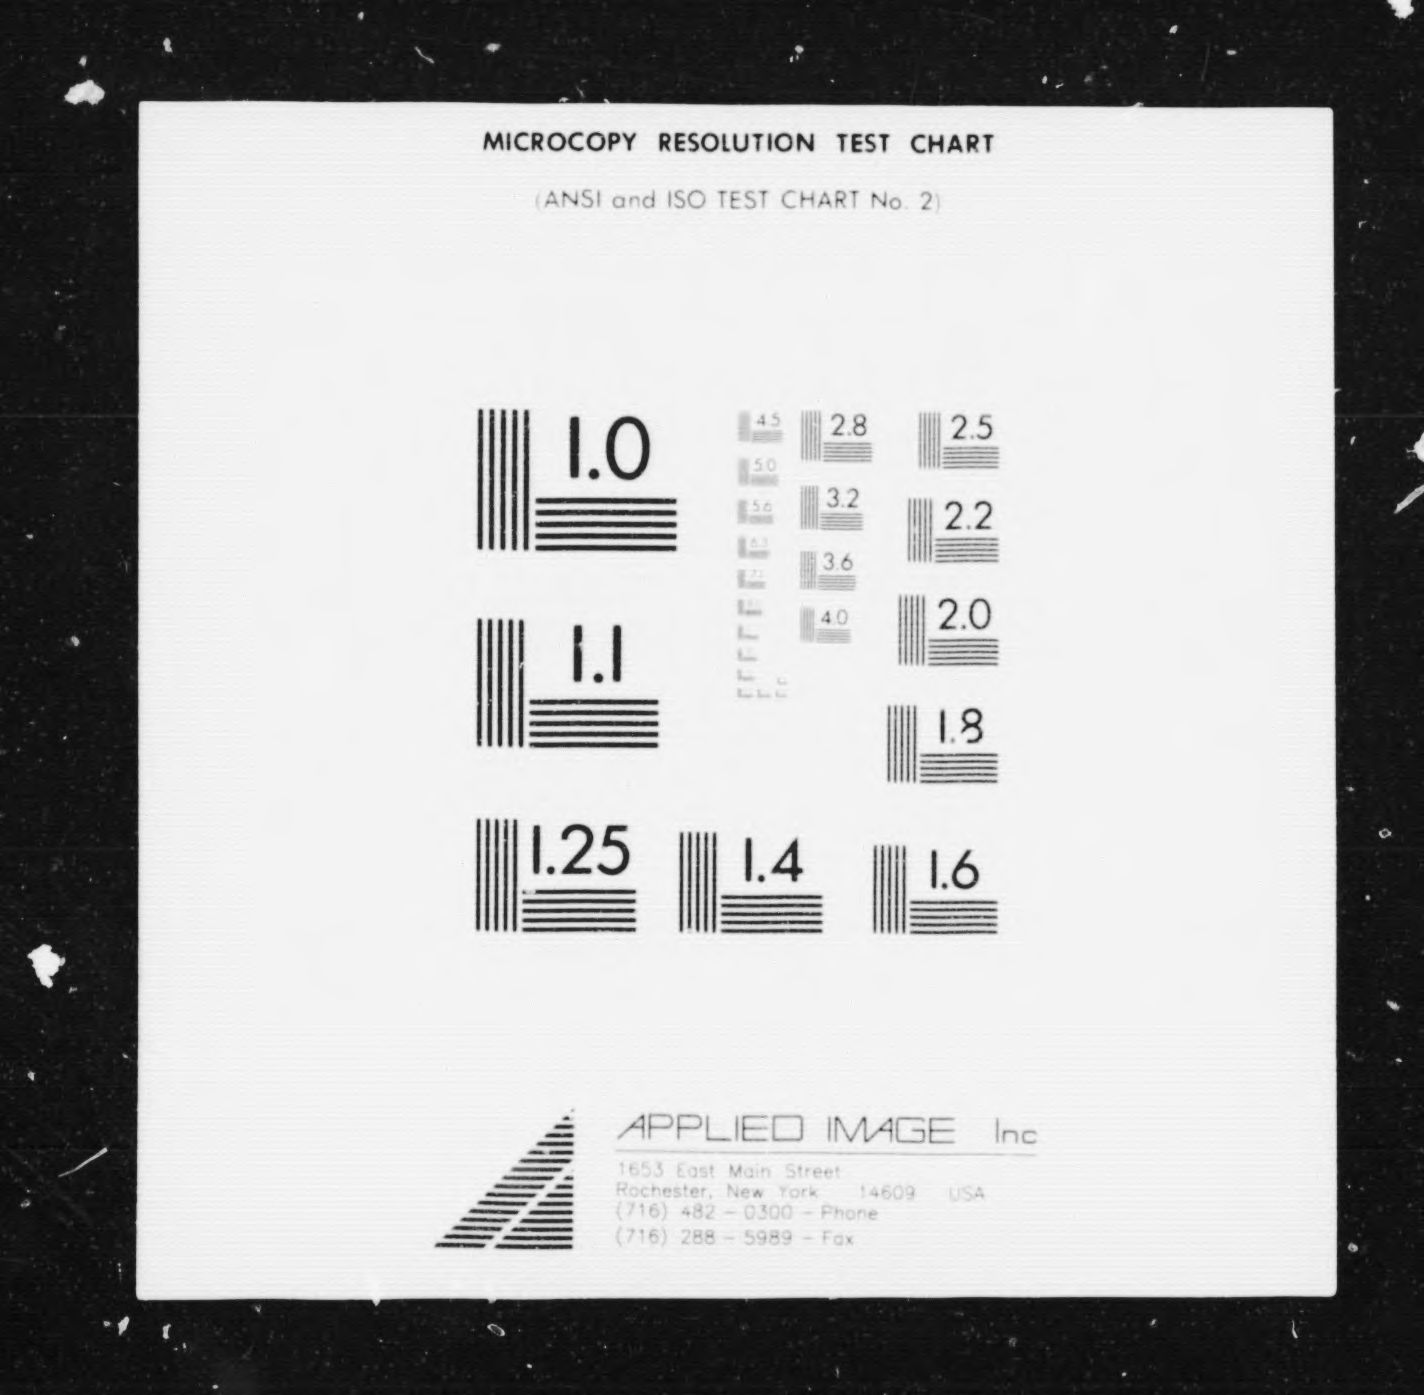 MICROCOPY RESOLUTION TEST CHART
(ANSI and ISO TEST CHART No. 2)
1.0
1.1
1.25
1.4
1.6
1.8
2.0
2.2
2.5
2.8
3.2
3.6
4.0
4.5
5.0
5.6
6.3
APPLIED IMAGE Inc
1653 East Main Street
Rochester, New York 14609 USA
(716) 482 - 0300 - Phone
(716) 288 - 5989 - Fax